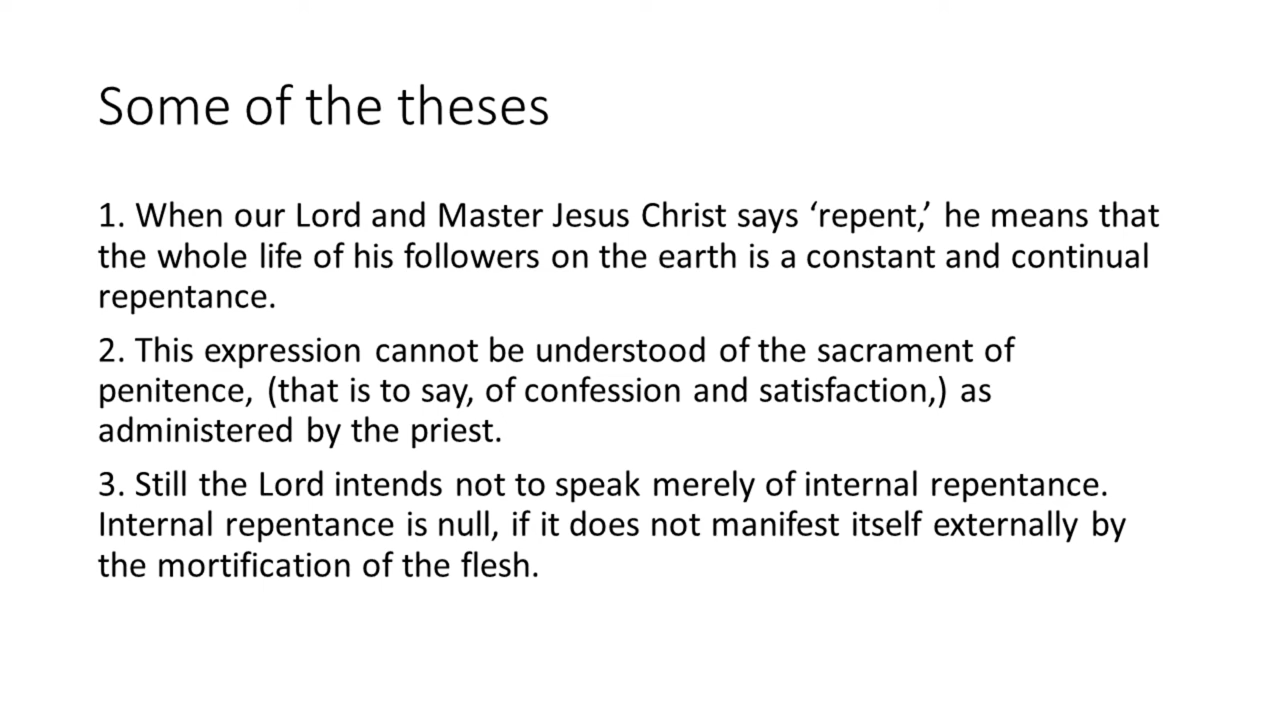 Some of the theses
1. When our Lord and Master Jesus Christ says ‘repent,’ he means that
the whole life of his followers on the earth is a constant and continual
repentance.
2. This expression cannot be understood of the sacrament of
penitence, (that is to say, of confession and satisfaction,) as
administered by the priest.
3. Still the Lord intends not to speak merely of internal repentance.
Internal repentance is null, if it does not manifest itself externally by
the mortification of the flesh.